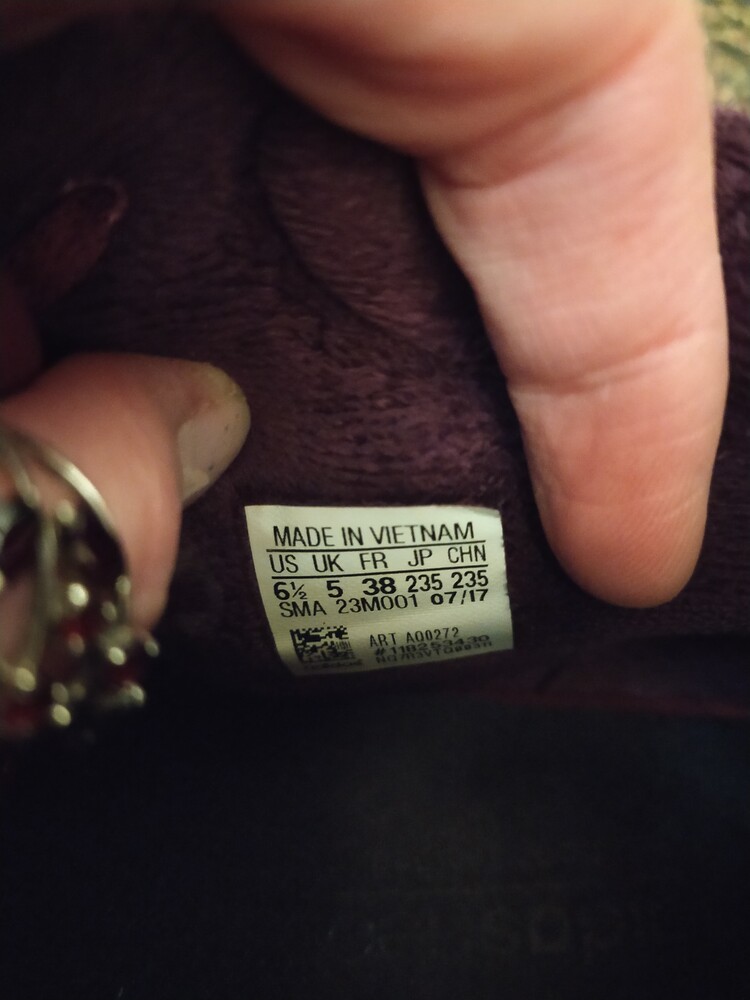 MADE IN VIETNAM
US UK FR JP CHN
6½ 5 38 235 235
SMA 23M001 07/17
ART AQ0272